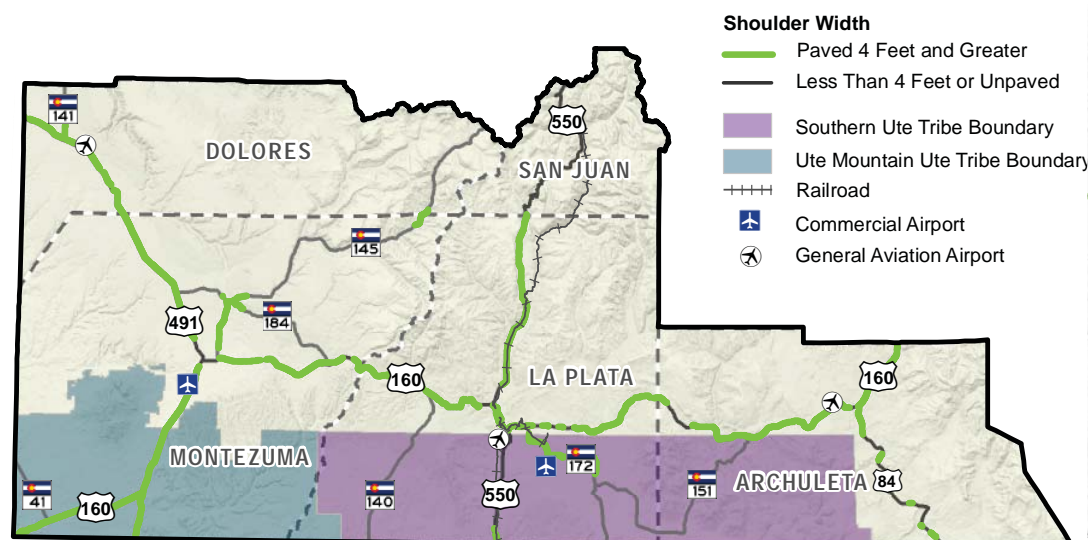 Shoulder Width
Paved 4 Feet and Greater
Less Than 4 Feet or Unpaved
Southern Ute Tribe Boundary
Ute Mountain Ute Tribe Boundary
Railroad
Commercial Airport
General Aviation Airport
141
550
DOLORES
SAN JUAN
145
184
491
160
LA PLATA
160
MONTEZUMA
172
ARCHULETA
84
41
160
140
550
151